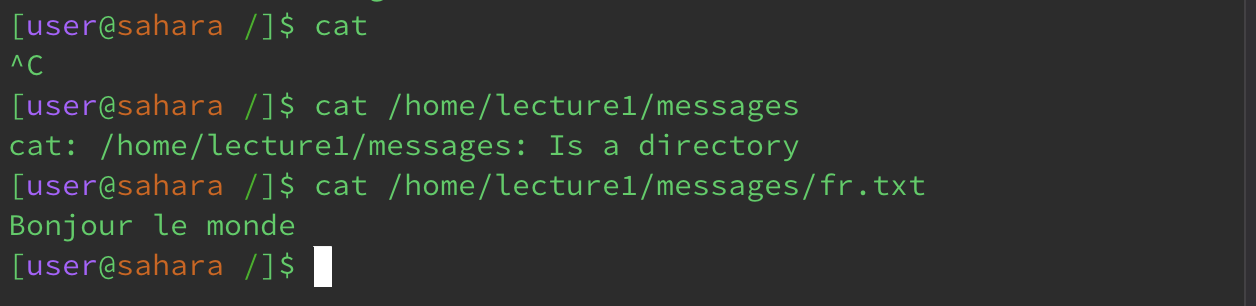 [user@sahara /]$ cat
^C
[user@sahara /]$ cat /home/lecture1/messages
cat: /home/lecture1/messages: Is a directory
[user@sahara /]$ cat /home/lecture1/messages/fr.txt
Bonjour le monde
[user@sahara /]$